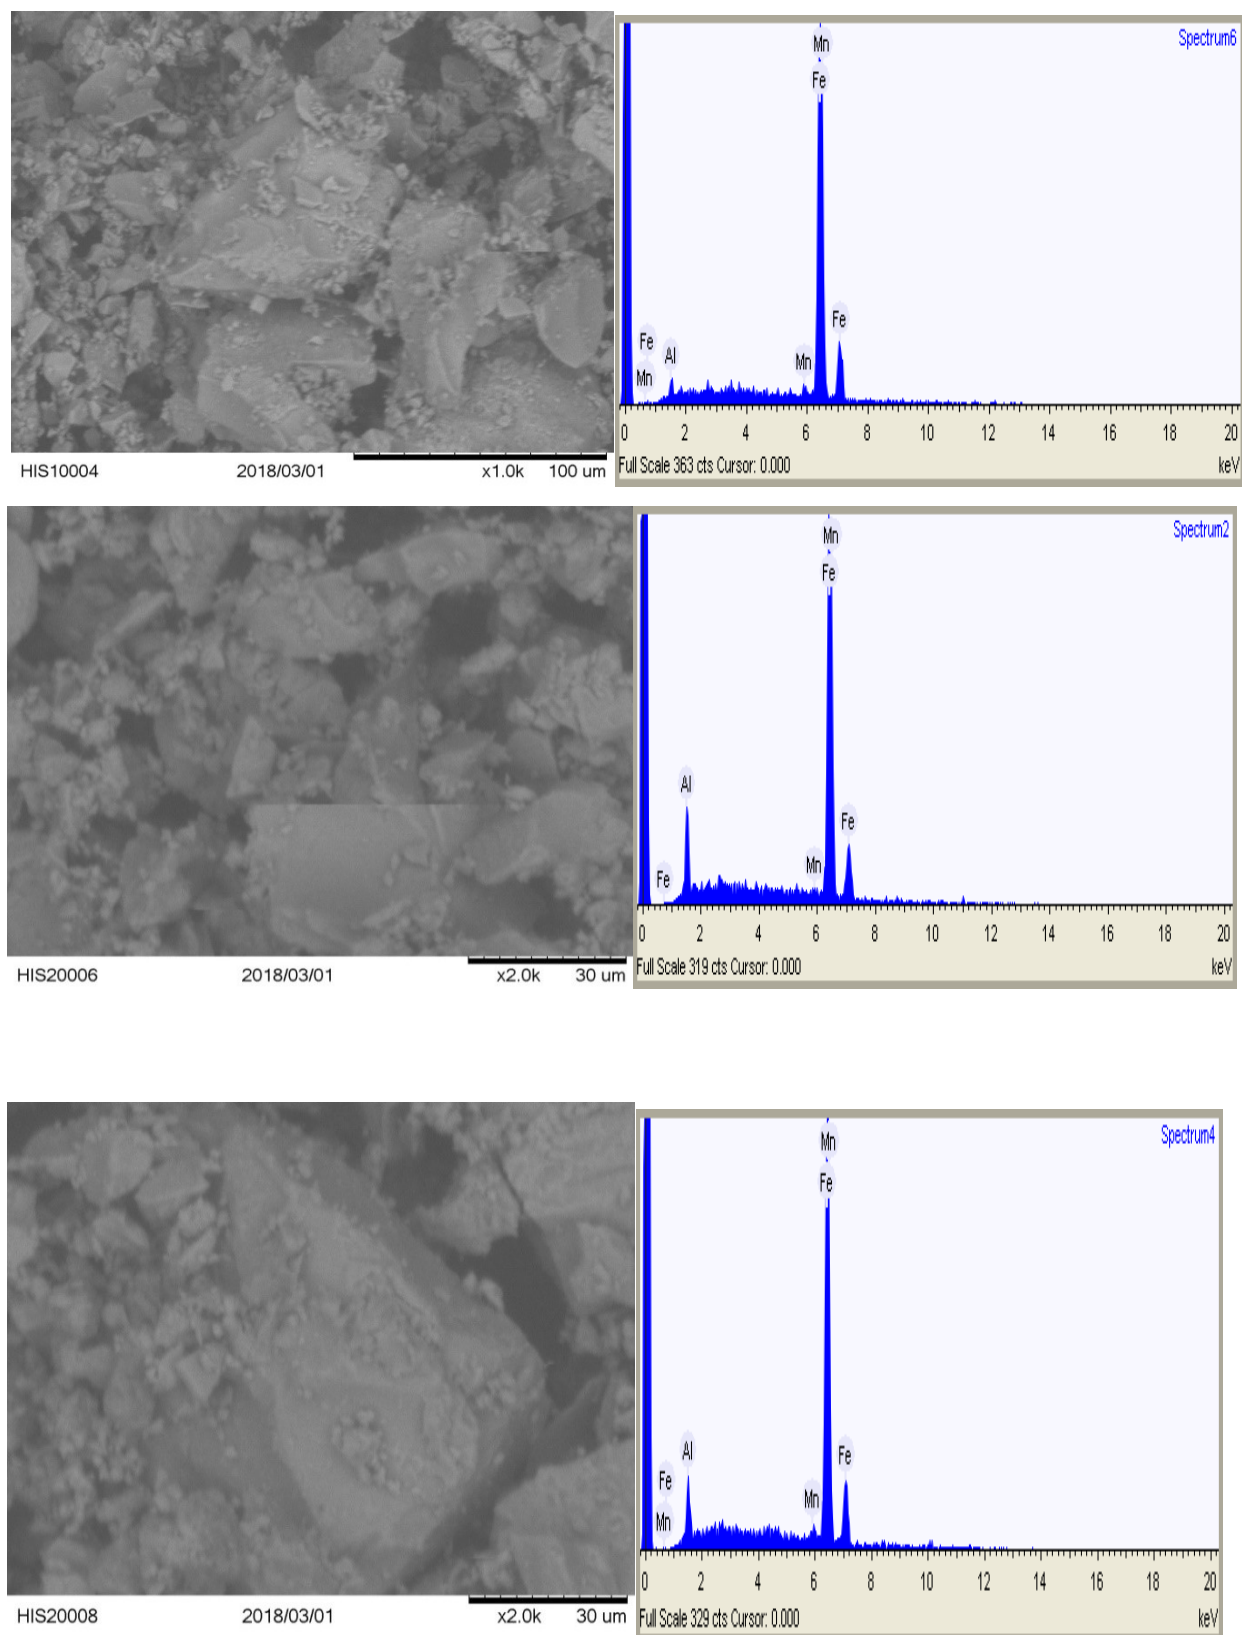 Spectrum6
Mn
Fe
Fe
Fe
Al
Mn
Mn
0 2 4 6 8 10 12 14 16 18 20
Full Scale 363 cts Cursor: 0.000 keV
HIS10004 2018/03/01 x1.0k 100 um
Spectrum2
Mn
Fe
Al
Fe
Mn
Fe
0 2 4 6 8 10 12 14 16 18 20
Full Scale 319 cts Cursor: 0.000 keV
HIS20006 2018/03/01 x2.0k 30 um
Spectrum4
Mn
Fe
Al
Fe
Fe
Mn
Mn
0 2 4 6 8 10 12 14 16 18 20
Full Scale 329 cts Cursor: 0.000 keV
HIS20008 2018/03/01 x2.0k 30 um